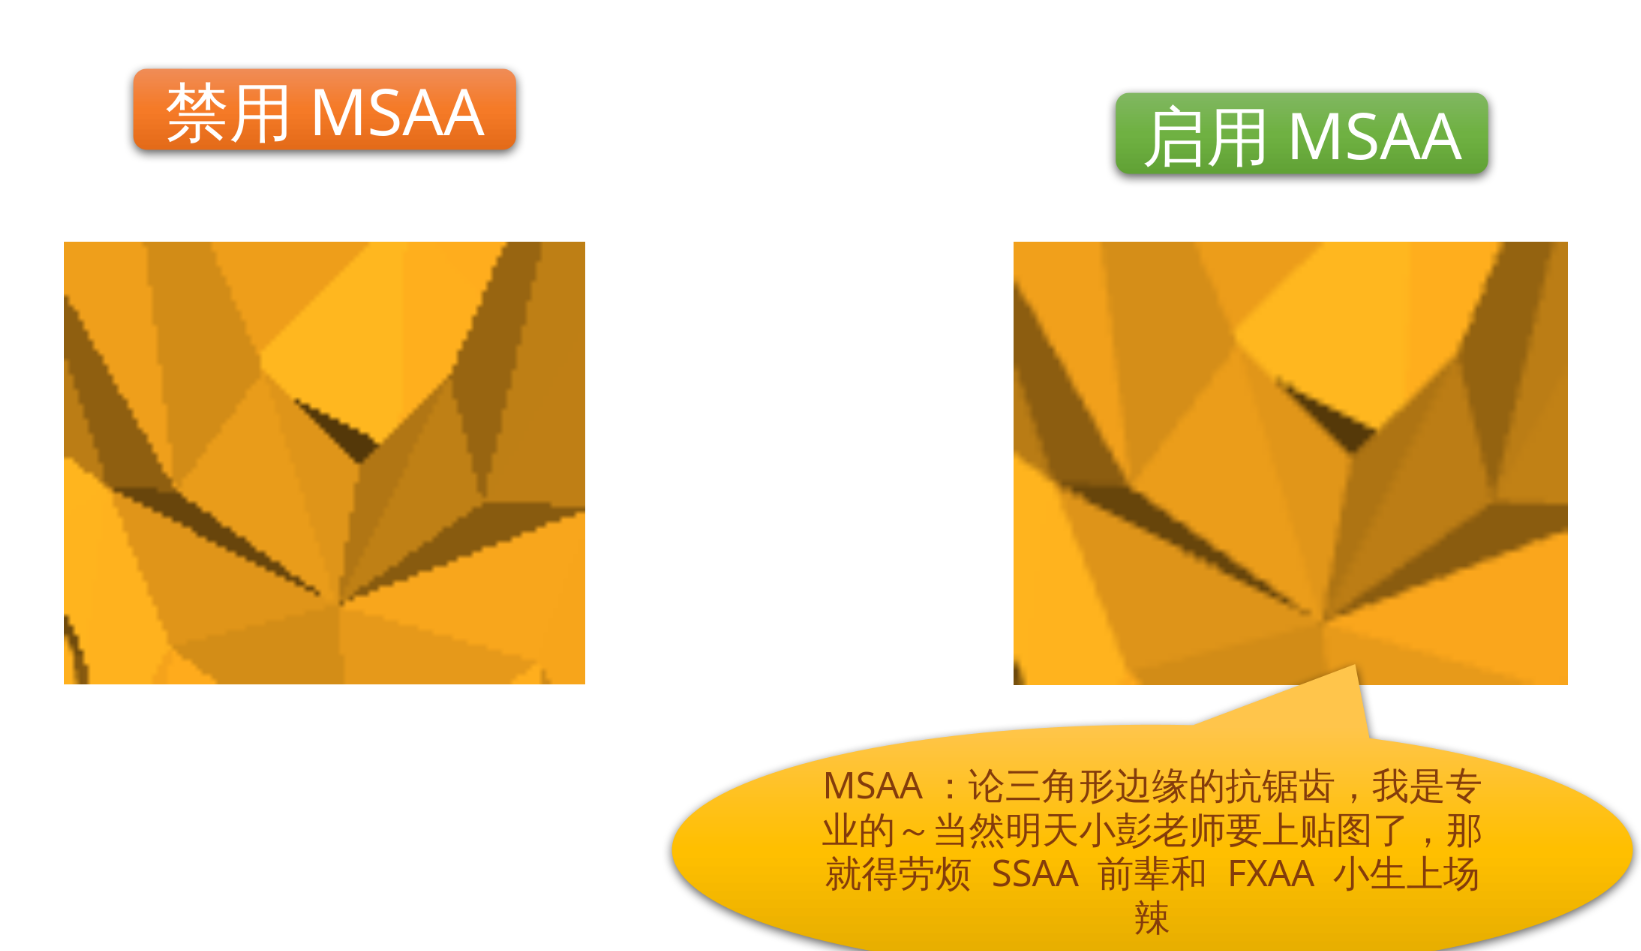 禁用 MSAA
启用 MSAA
MSAA ：论三角形边缘的抗锯齿，我是专
业的～当然明天小彭老师要上贴图了，那
就得劳烦 SSAA 前辈和 FXAA 小生上场
辣